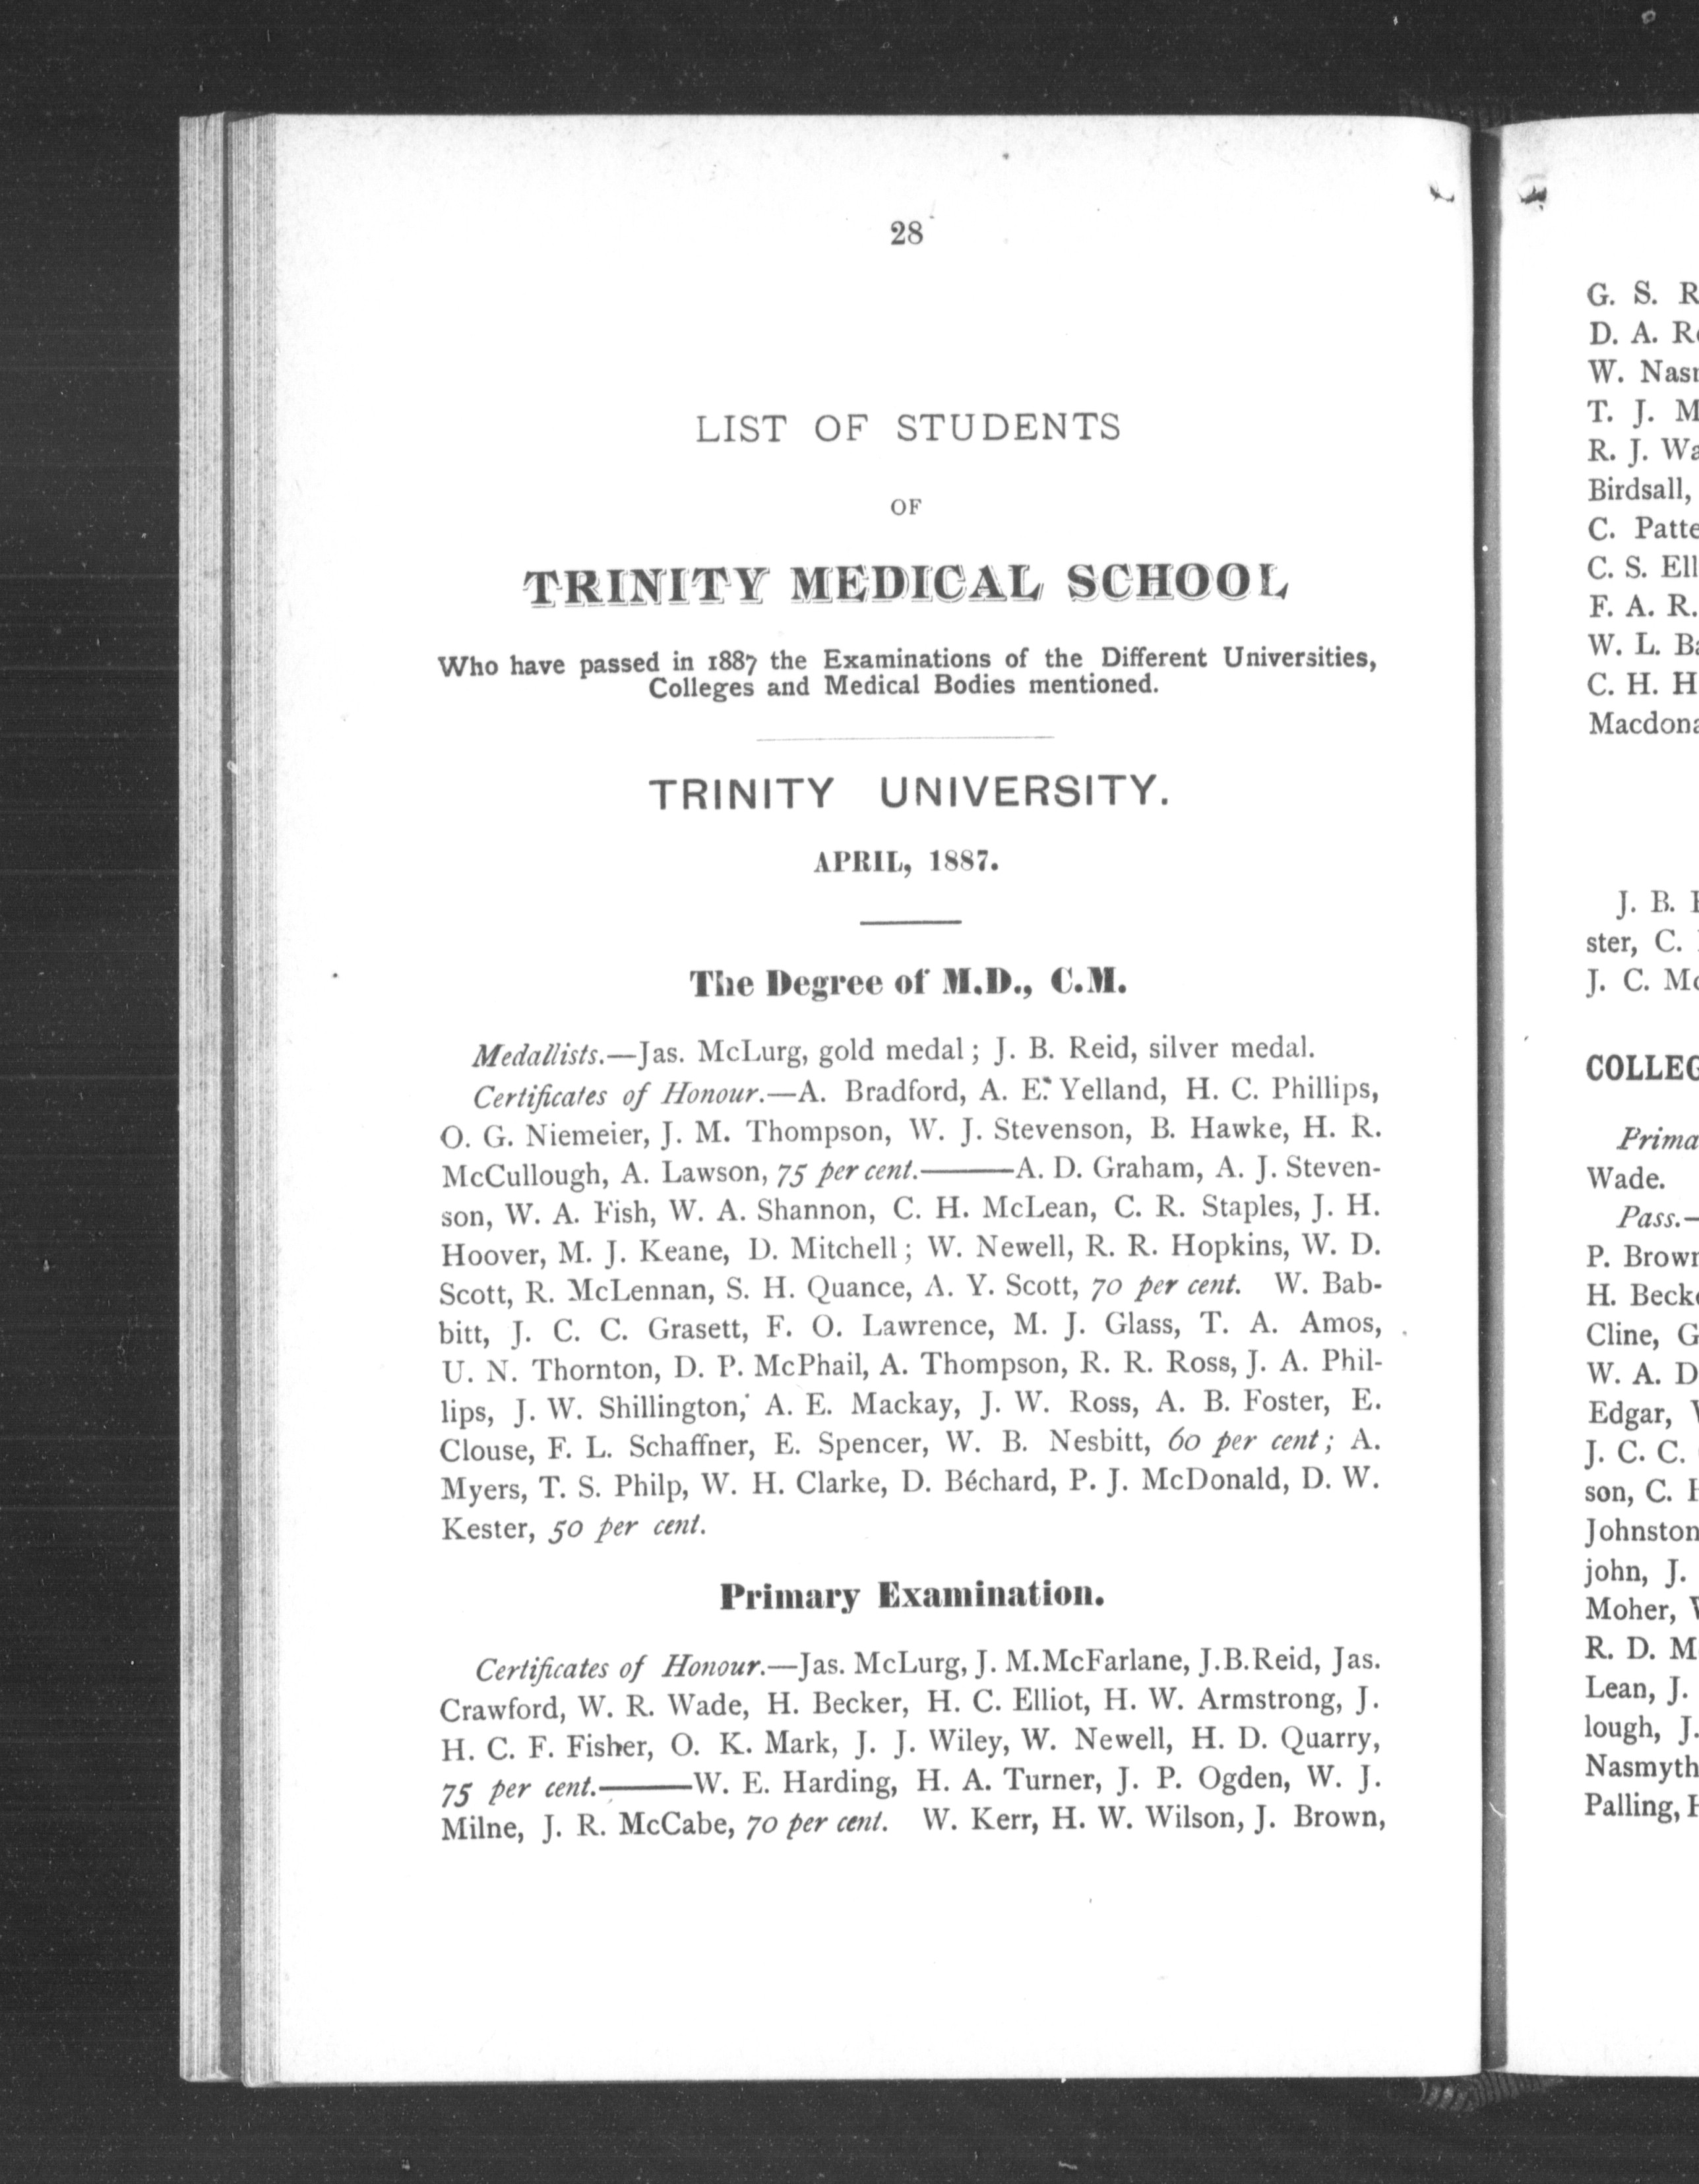 28
LIST OF STUDENTS
OF
TRINITY MEDICAL SCHOOL
Who have passed in 1887 the Examinations of the Different Universities,
Colleges and Medical Bodies mentioned.
TRINITY UNIVERSITY.
APRIL, 1887.
The Degree of M.D., C.M.
Medallists.—Jas. McLurg, gold medal; J. B. Reid, silver medal.
Certificates of Honour.—A. Bradford, A. E. Yelland, H. C. Phillips,
O. G. Niemeier, J. M. Thompson, W. J. Stevenson, B. Hawke, H. R.
McCullough, A. Lawson, 75 per cent.———A. D. Graham, A. J. Steven-
son, W. A. Fish, W. A. Shannon, C. H. McLean, C. R. Staples, J. H.
Hoover, M. J. Keane, D. Mitchell; W. Newell, R. R. Hopkins, W. D.
Scott, R. McLennan, S. H. Quance, A. Y. Scott, 70 per cent. W. Bab-
bitt, J. C. C. Grasett, F. O. Lawrence, M. J. Glass, T. A. Amos,
U. N. Thornton, D. P. McPhail, A. Thompson, R. R. Ross, J. A. Phil-
lips, J. W. Shillington, A. E. Mackay, J. W. Ross, A. B. Foster, E.
Clouse, F. L. Schaffner, E. Spencer, W. B. Nesbitt, 60 per cent; A.
Myers, T. S. Philp, W. H. Clarke, D. Béchard, P. J. McDonald, D. W.
Kester, 50 per cent.
Primary Examination.
Certificates of Honour.—Jas. McLurg, J. M. McFarlane, J. B. Reid, Jas.
Crawford, W. R. Wade, H. Becker, H. C. Elliot, H. W. Armstrong, J.
H. C. F. Fisher, O. K. Mark, J. J. Wiley, W. Newell, H. D. Quarry,
75 per cent.———W. E. Harding, H. A. Turner, J. P. Ogden, W. J.
Milne, J. R. McCabe, 70 per cent. W. Kerr, H. W. Wilson, J. Brown,
G. S.
D. A.
W.
T. J.
R. J.
Birdsall,
C.
C. S.
F. A. R.
W. L.
C. H.
J. B.
ster, C.
J. C.
Wade.
Pass.—
P.
H.
Cline,
W. A.
Edgar,
J. C. C.
son, C.
john, J.
Moher,
R. D.
Lean, J.
lough, J.
Palling,